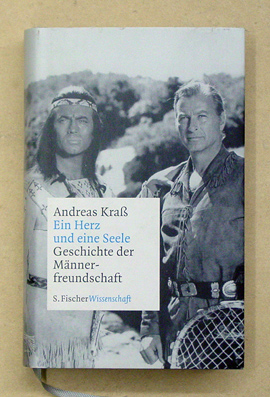 Andreas Kraß
Ein Herz
und eine Seele
Geschichte der
Männer-
freundschaft
S. FischerWissenschaft